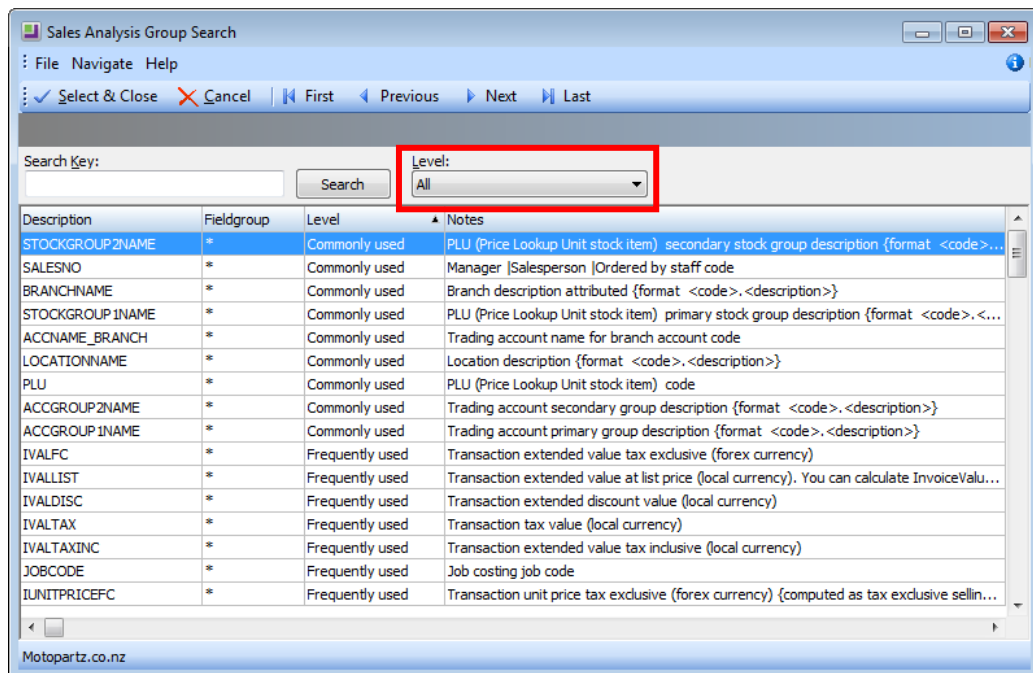 Sales Analysis Group Search
File Navigate Help
Select & Close Cancel First Previous Next Last
Search Key: Level:
Search All
Description Fieldgroup Level Notes
STOCKGROUP2NAME * Commonly used PLU (Price Lookup Unit stock item) secondary stock group description {format <code>...
SALESNO * Commonly used Manager |Salesperson |Ordered by staff code
BRANCHNAME * Commonly used Branch description attributed {format <code>.<description>}
STOCKGROUP1NAME * Commonly used PLU (Price Lookup Unit stock item) primary stock group description {format <code>.<...
ACCNAME_BRANCH * Commonly used Trading account name for branch account code
LOCATIONNAME * Commonly used Location description {format <code>.<description>}
PLU * Commonly used PLU (Price Lookup Unit stock item) code
ACCGROUP2NAME * Commonly used Trading account secondary group description {format <code>.<description>}
ACCGROUP1NAME * Commonly used Trading account primary group description {format <code>.<description>}
IVALFC * Frequently used Transaction extended value tax exclusive (forex currency)
IVALLIST * Frequently used Transaction extended value at list price (local currency). You can calculate InvoiceValu...
IVALDISC * Frequently used Transaction extended discount value (local currency)
IVALTAX * Frequently used Transaction tax value (local currency)
IVALTAXINC * Frequently used Transaction extended value tax inclusive (local currency)
JOBCODE * Frequently used Job costing job code
IUNITPRICEFC * Frequently used Transaction unit price tax exclusive (forex currency) {computed as tax exclusive sellin...
Motopartz.co.nz